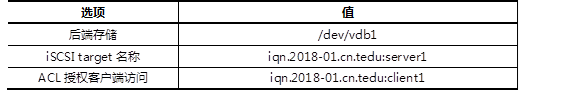 选项 值
后端存储 /dev/vdb1
iSCSI target 名称 iqn.2018-01.cn.tedu:server1
ACL 授权客户端访问 iqn.2018-01.cn.tedu:client1